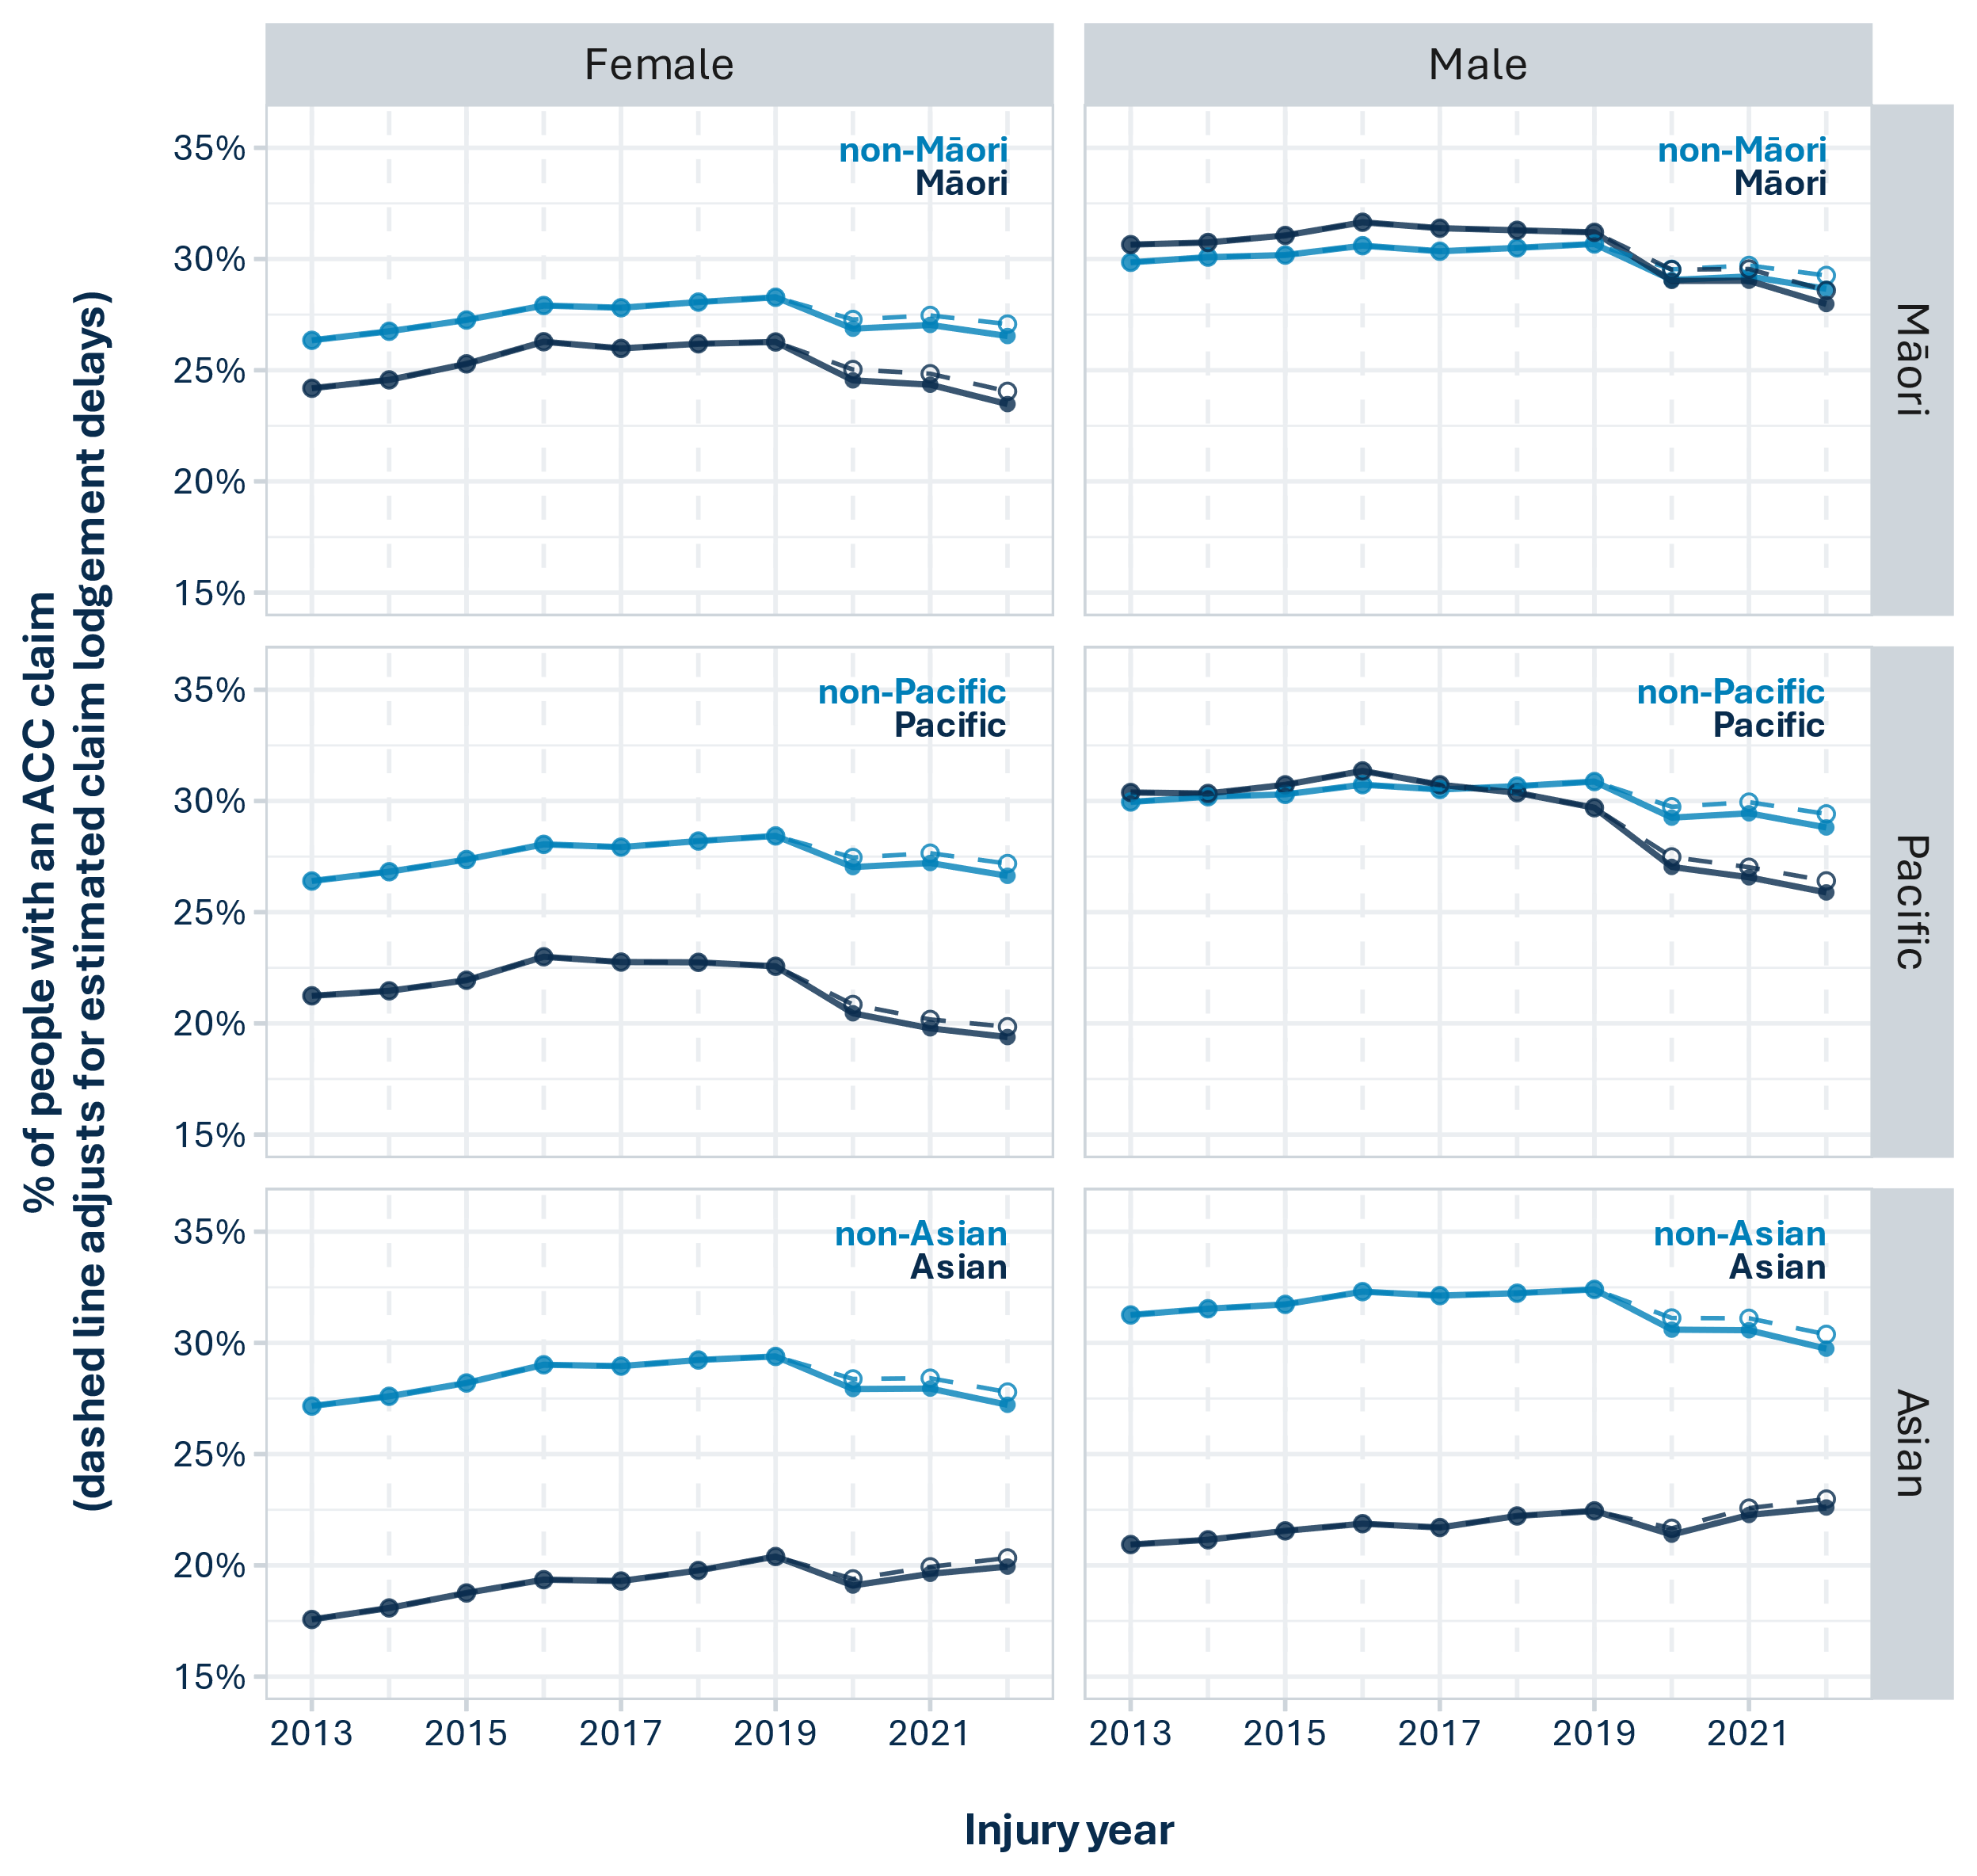 Female
Male
% of people with an ACC claim
(dashed line adjusts for estimated claim lodgement delays)
35%
30%
25%
20%
15%
non-Māori
Māori
non-Māori
Māori
Māori
35%
30%
25%
20%
15%
non-Pacific
Pacific
non-Pacific
Pacific
Pacific
35%
30%
25%
20%
15%
non-Asian
Asian
non-Asian
Asian
Asian
2013 2015 2017 2019 2021
2013 2015 2017 2019 2021
Injury year